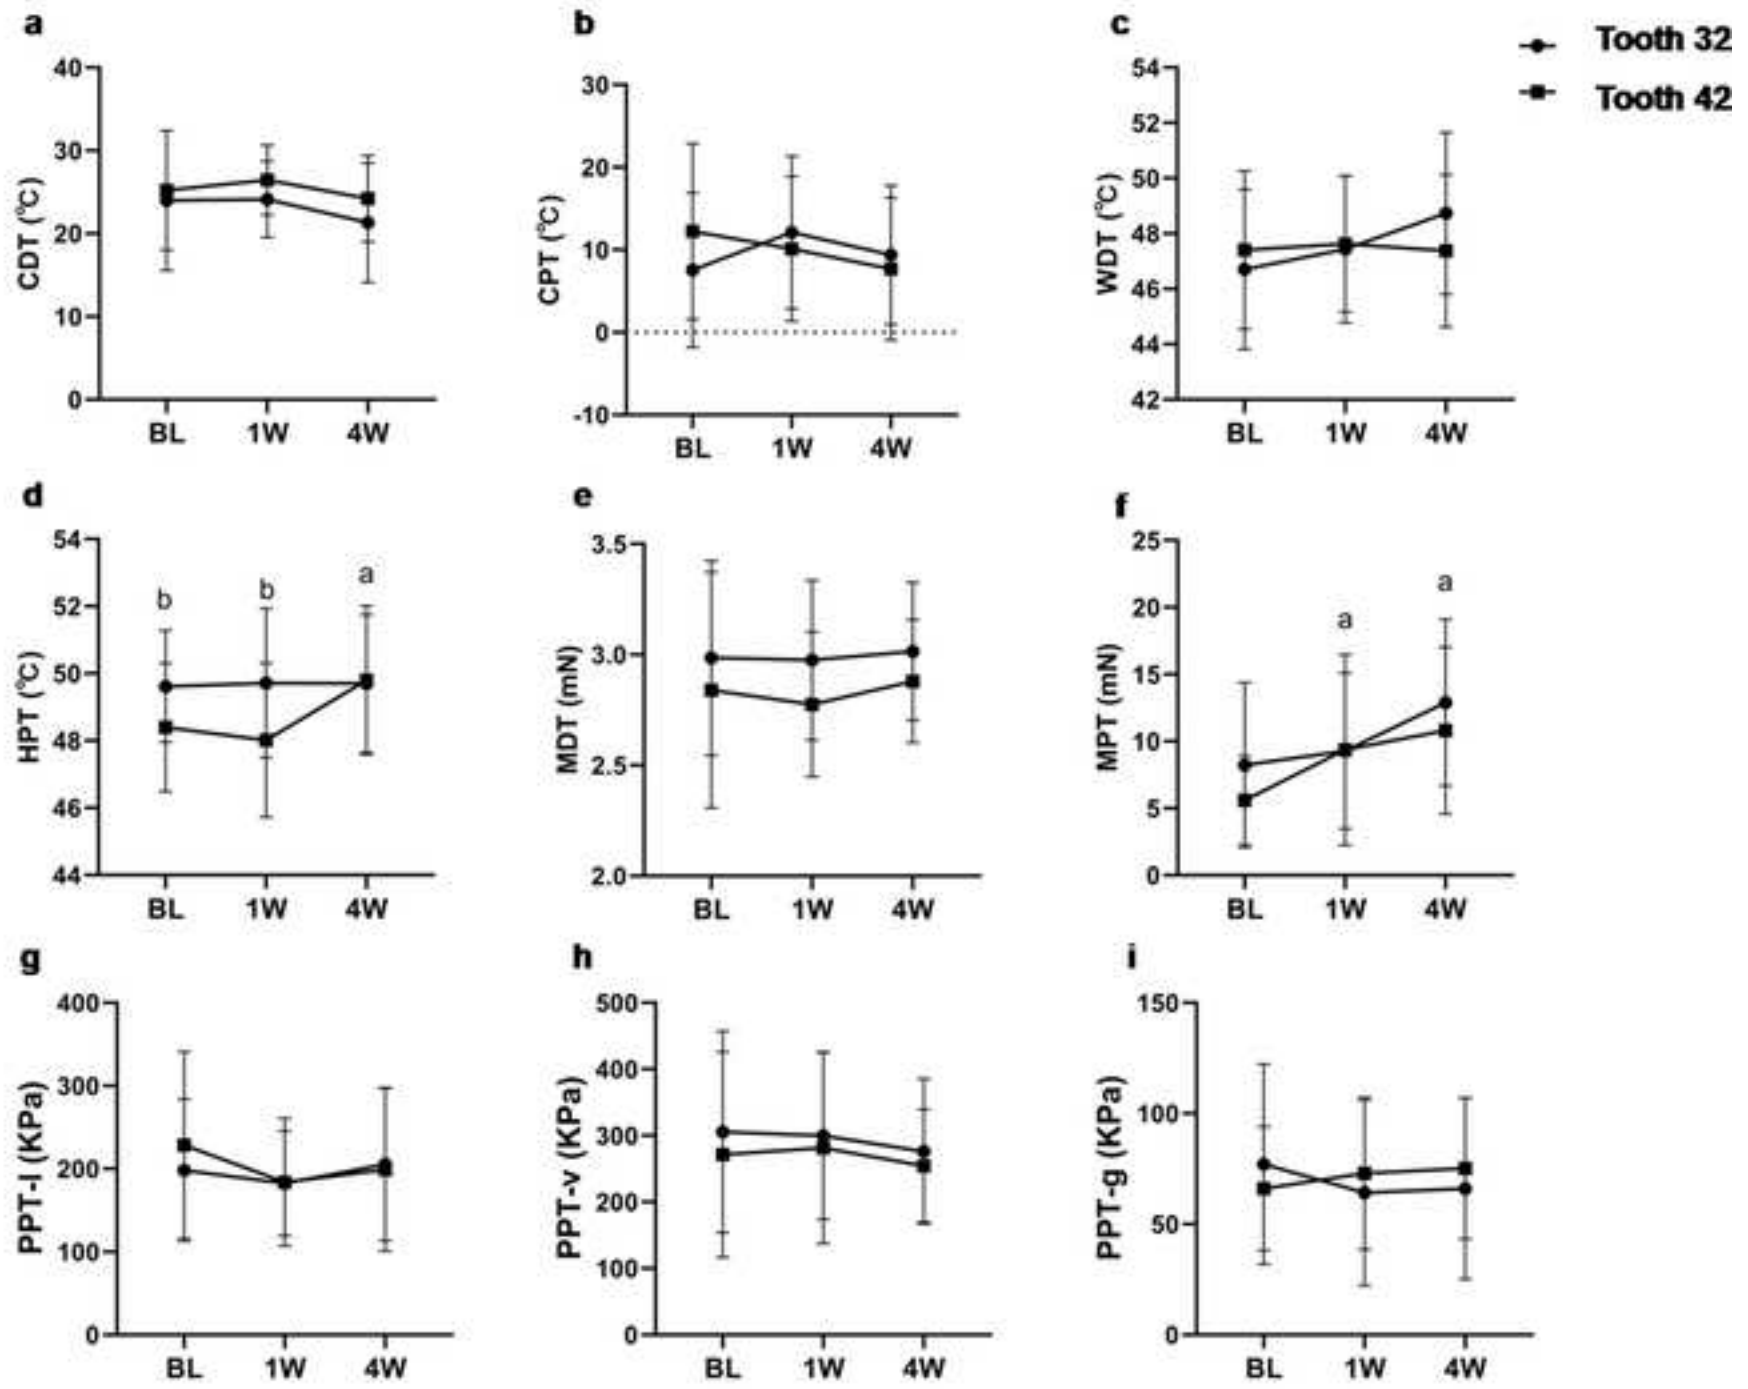 a
b
c
Tooth 32
Tooth 42
40
30
20
10
0
CDT (℃)
BL 1W 4W
30
20
10
0
-10
CPT (℃)
BL 1W 4W
54
52
50
48
46
44
42
WDT (℃)
BL 1W 4W
d
e
f
54
52
50
48
46
44
HPT (℃)
b b a
BL 1W 4W
3.5
3.0
2.5
2.0
MDT (mN)
BL 1W 4W
25
20
15
10
5
0
MPT (mN)
a a
BL 1W 4W
g
h
i
400
300
200
100
0
PPT-l (KPa)
BL 1W 4W
500
400
300
200
100
0
PPT-v (KPa)
BL 1W 4W
150
100
50
0
PPT-g (KPa)
BL 1W 4W